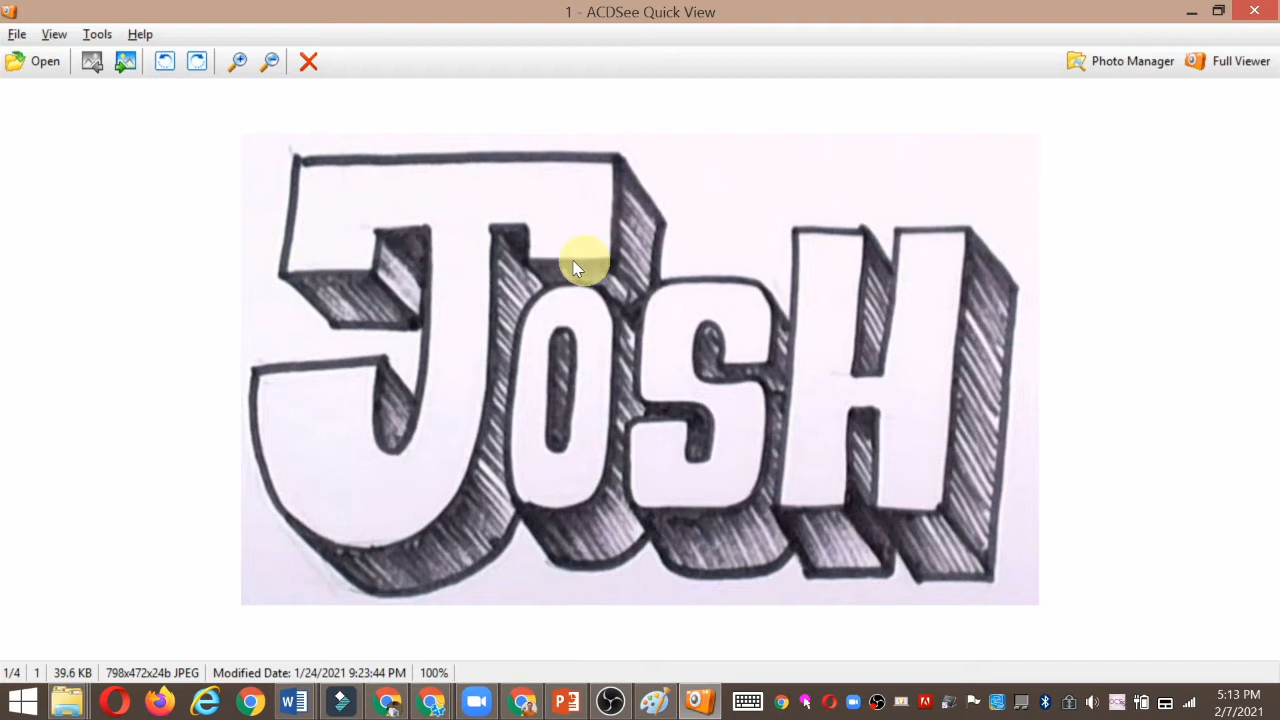 1 - ACDSee Quick View
File View Tools Help
Open Photo Manager Full Viewer
JOSH
1/4 1 39.6 KB 798x472x24b JPEG Modified Date: 1/24/2021 9:23:44 PM 100%
5:13 PM
2/7/2021